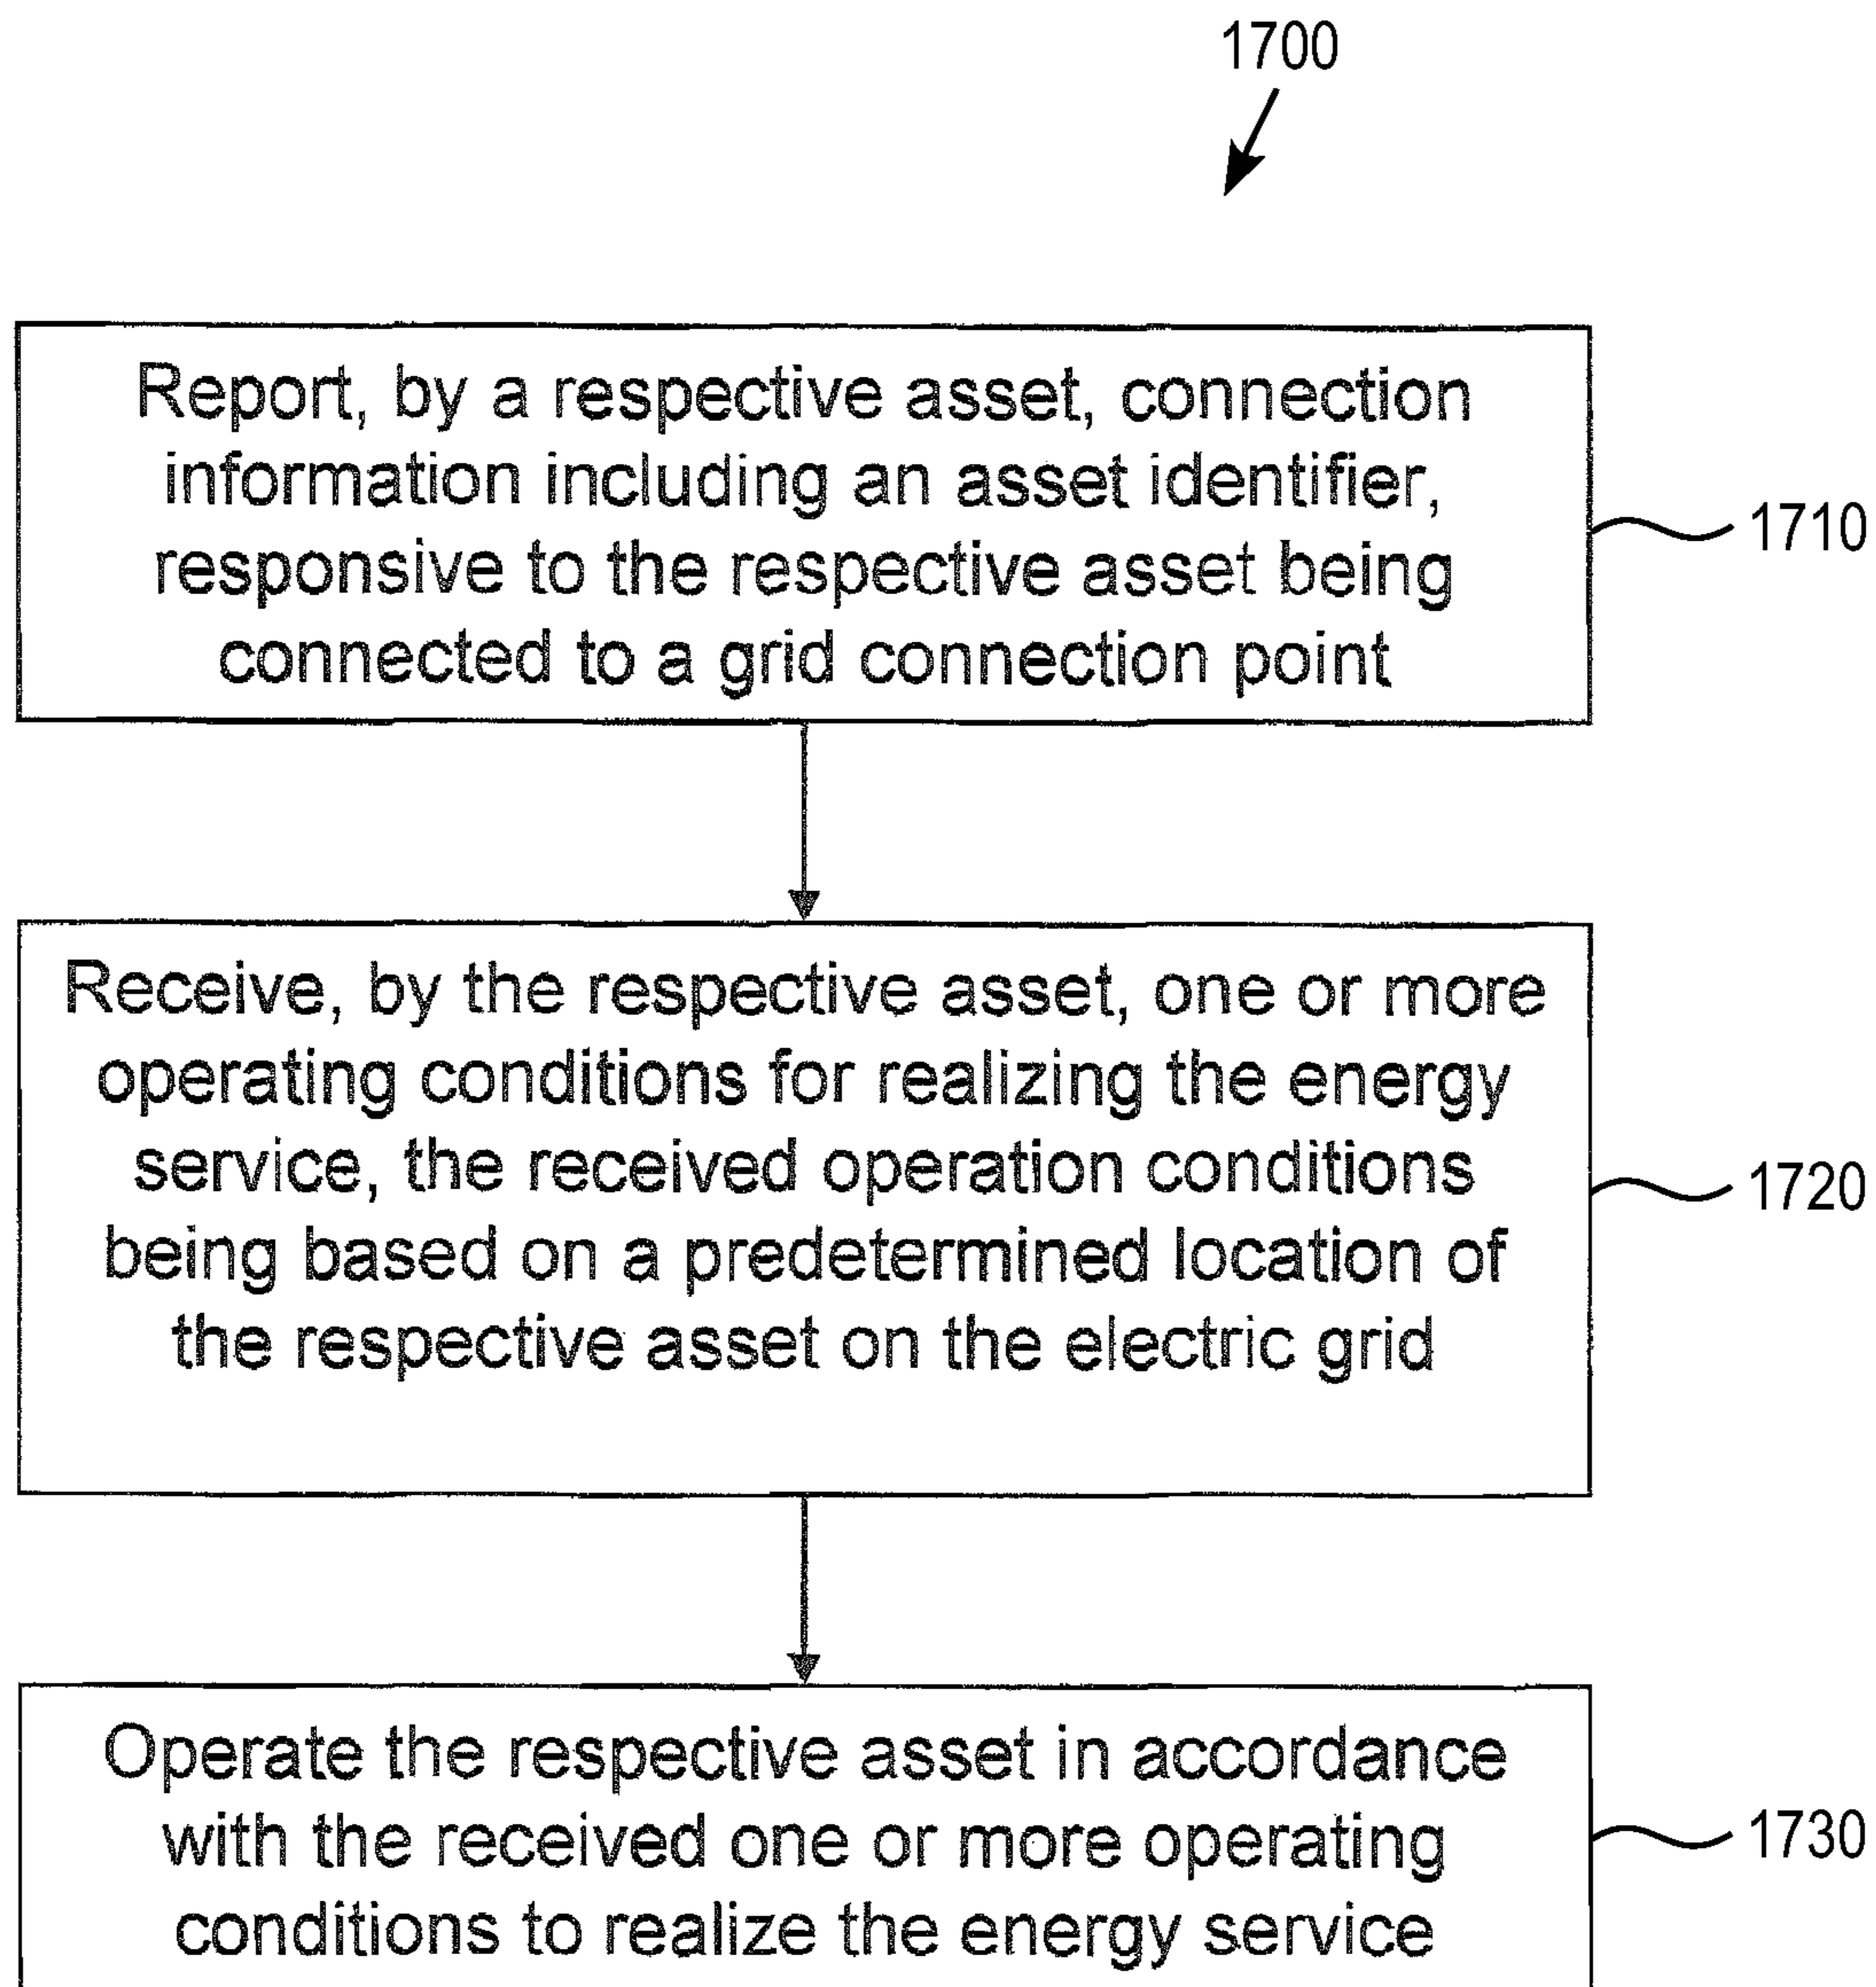 1700
Report, by a respective asset, connection
information including an asset identifier,
responsive to the respective asset being
connected to a grid connection point
1710
Receive, by the respective asset, one or more
operating conditions for realizing the energy
service, the received operation conditions
being based on a predetermined location of
the respective asset on the electric grid
1720
Operate the respective asset in accordance
with the received one or more operating
conditions to realize the energy service
1730